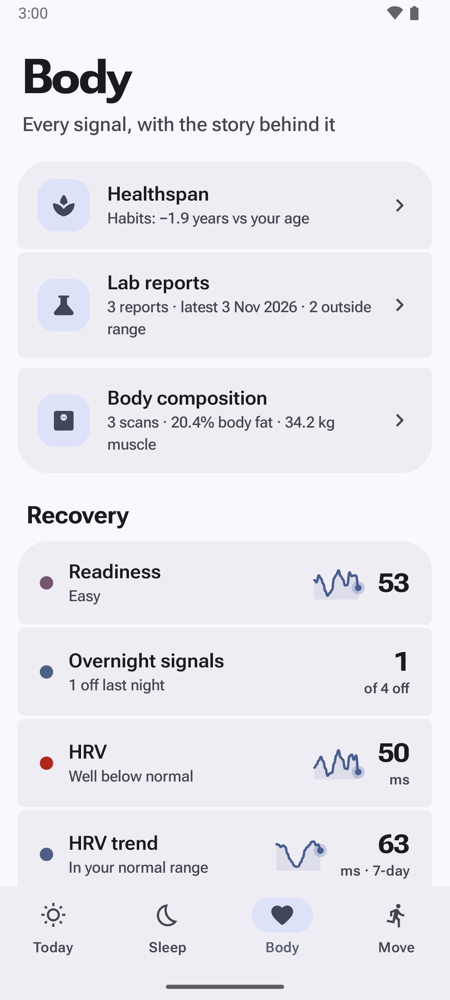 3:00
Body
Every signal, with the story behind it
Healthspan
Habits: −1.9 years vs your age
Lab reports
3 reports · latest 3 Nov 2026 · 2 outside
range
Body composition
3 scans · 20.4% body fat · 34.2 kg
muscle
Recovery
Readiness
Easy
53
Overnight signals
1 off last night
1
of 4 off
HRV
Well below normal
50
ms
HRV trend
In your normal range
63
ms · 7-day
Today
Sleep
Body
Move